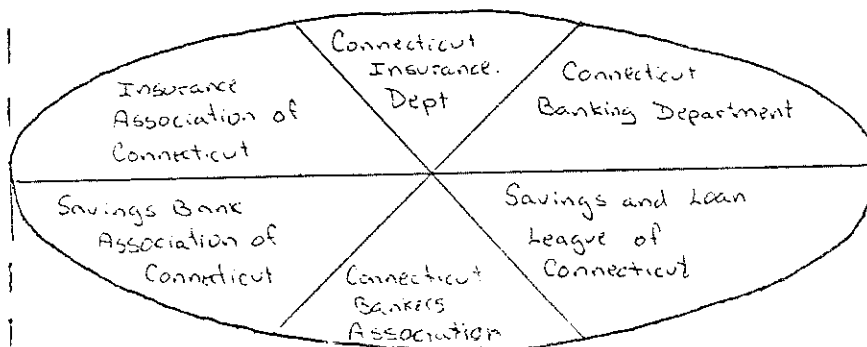 Insurance
Association of
Connecticut
Connecticut
Insurance.
Dept
Connecticut
Banking Department
Savings Bank
Association of
Connecticut
Connecticut
Bankers
Association
Savings and Loan
League of
Connecticut